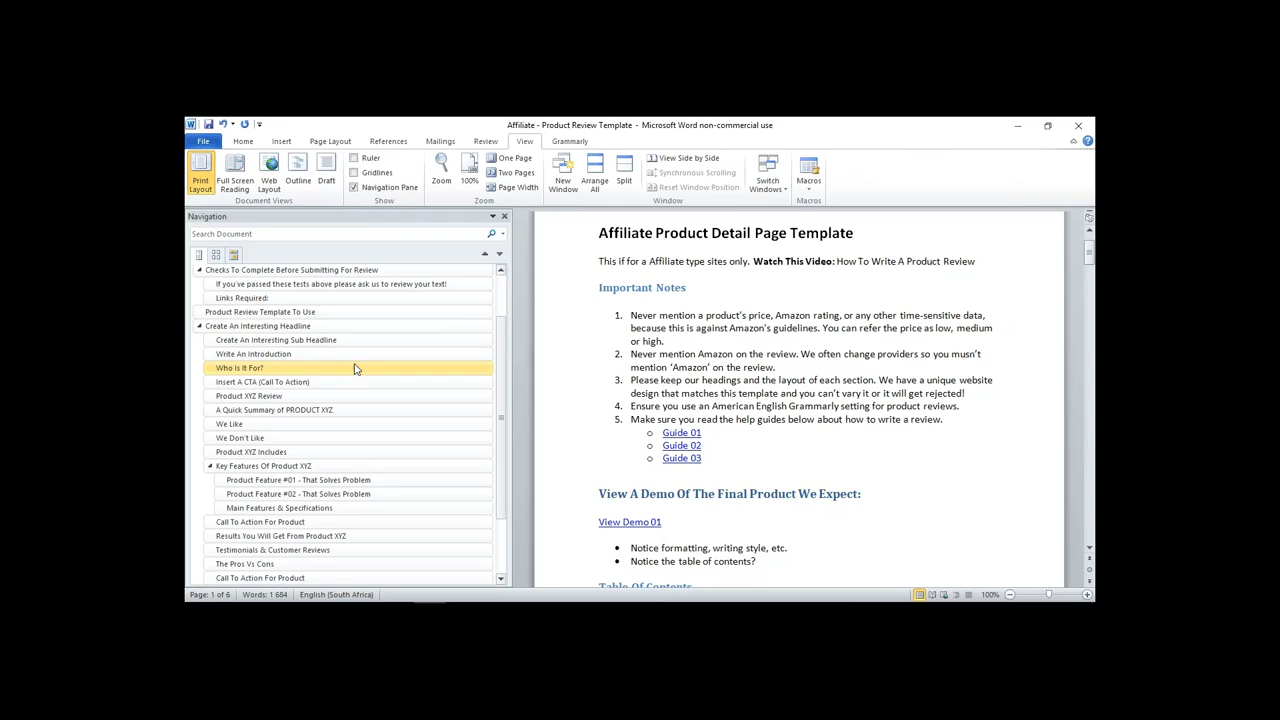 Affiliate - Product Review Template - Microsoft Word non-commercial use
File Home Insert Page Layout References Mailings Review View Grammarly
Print Layout
Full Screen Reading
Web Layout
Outline
Draft
Document Views
Ruler
Gridlines
Navigation Pane
Show
Zoom
100%
One Page
Two Pages
Page Width
Zoom
New Window
Arrange All
Split
View Side by Side
Synchronous Scrolling
Reset Window Position
Window
Switch Windows
Macros
Macros
Navigation
Search Document
Checks To Complete Before Submitting For Review
If you've passed these tests above please ask us to review your text!
Links Required:
Product Review Template To Use
Create An Interesting Headline
Create An Interesting Sub Headline
Write An Introduction
Who Is It For?
Insert A CTA (Call To Action)
Product XYZ Review
A Quick Summary of PRODUCT XYZ
We Like
We Don't Like
Product XYZ Includes
Key Features Of Product XYZ
Product Feature #01 - That Solves Problem
Product Feature #02 - That Solves Problem
Main Features & Specifications
Call To Action For Product
Results You Will Get From Product XYZ
Testimonials & Customer Reviews
The Pros Vs Cons
Call To Action For Product
Affiliate Product Detail Page Template
This if for a Affiliate type sites only. Watch This Video: How To Write A Product Review
Important Notes
1. Never mention a product's price, Amazon rating, or any other time-sensitive data,
because this is against Amazon's guidelines. You can refer the price as low, medium
or high.
2. Never mention Amazon on the review. We often change providers so you musn't
mention 'Amazon' on the review.
3. Please keep our headings and the layout of each section. We have a unique website
design that matches this template and you can't vary it or it will get rejected!
4. Ensure you use an American English Grammarly setting for product reviews.
5. Make sure you read the help guides below about how to write a review.
o Guide 01
o Guide 02
o Guide 03
View A Demo Of The Final Product We Expect:
View Demo 01
• Notice formatting, writing style, etc.
• Notice the table of contents?
Table Of Contents
Page: 1 of 6 Words: 1 684 English (South Africa) 100%